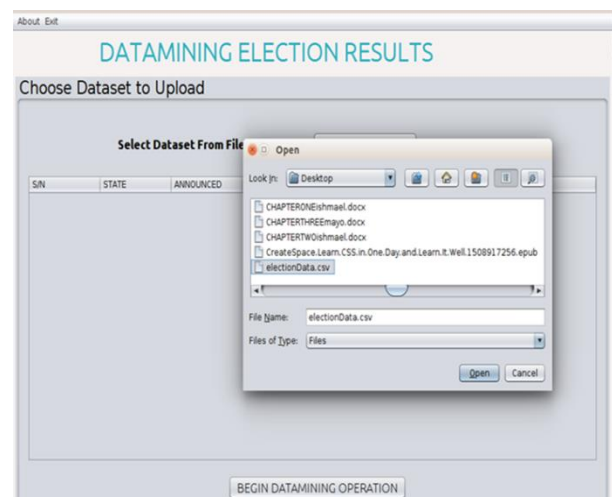 About Exit
DATAMINING ELECTION RESULTS
Choose Dataset to Upload
Select Dataset From File
S/N STATE ANNOUNCED
Open
Look In: Desktop
CHAPTERONEishmael.docx
CHAPTERTHREEmayo.docx
CHAPTERTWOishmael.docx
CreateSpace.Learn.CSS.in.One.Day.and.Learn.It.Well.1508917256.epub
electionData.csv
File Name: electionData.csv
Files of Type: Files
Open Cancel
BEGIN DATAMINING OPERATION